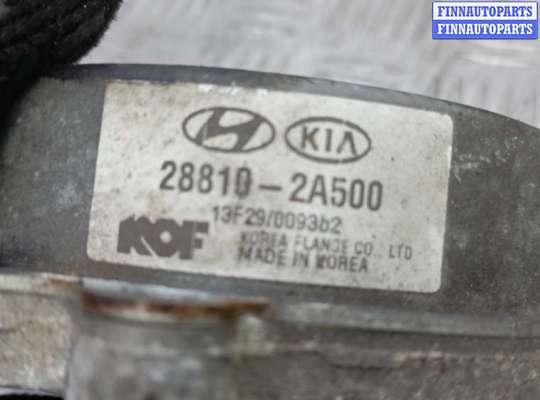 FINNAUTOPARTS
FINNAUTOPARTS
KIA
28810-2A500
13F29/0093b2
KOF KOREA FLANGE CO., LTD
MADE IN KOREA